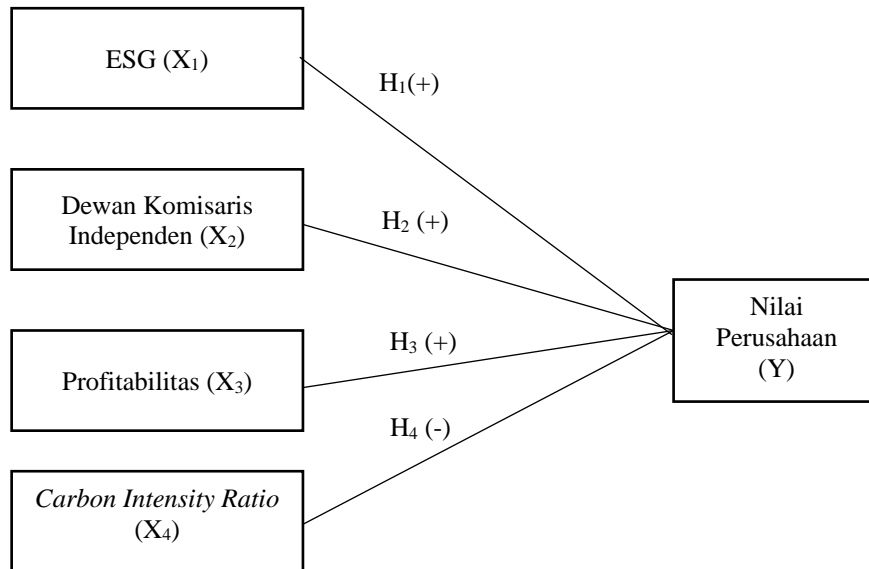 ESG (X₁)
H₁(+)
Dewan Komisaris
Independen (X₂)
H₂ (+)
Nilai
Perusahaan
(Y)
Profitabilitas (X₃)
H₃ (+)
H₄ (-)
Carbon Intensity Ratio
(X₄)